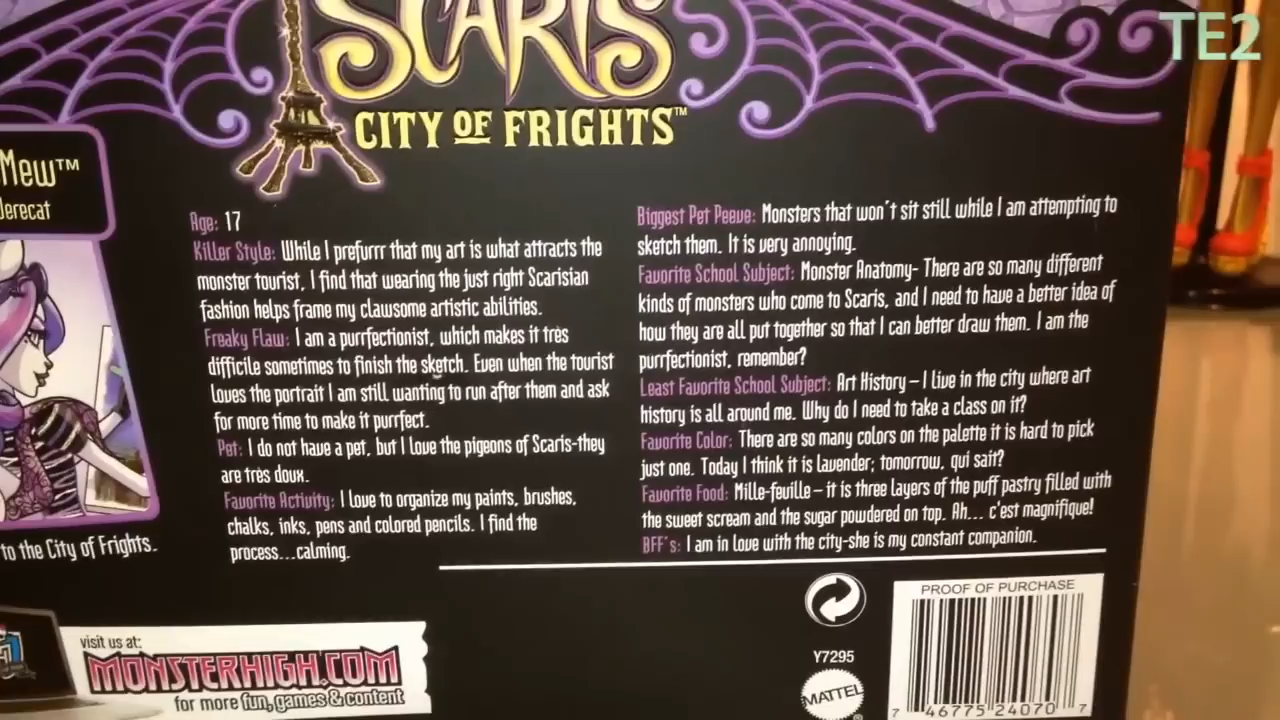 TE2
SCARIS
CITY OF FRIGHTS™
Mew™
Werecat
to the City of Frights.
Age: 17
Killer Style: While I prefurrr that my art is what attracts the
monster tourist, I find that wearing the just right Scarisian
fashion helps frame my clawsome artistic abilities.
Freaky Flaw: I am a purrfectionist, which makes it très
difficile sometimes to finish the sketch. Even when the tourist
loves the portrait I am still wanting to run after them and ask
for more time to make it purrfect.
Pet: I do not have a pet, but I love the pigeons of Scaris-they
are très doux.
Favorite Activity: I love to organize my paints, brushes,
chalks, inks, pens and colored pencils. I find the
process...calming.
Biggest Pet Peeve: Monsters that won't sit still while I am attempting to
sketch them. It is very annoying.
Favorite School Subject: Monster Anatomy- There are so many different
kinds of monsters who come to Scaris, and I need to have a better idea of
how they are all put together so that I can better draw them. I am the
purrfectionist, remember?
Least Favorite School Subject: Art History – I live in the city where art
history is all around me. Why do I need to take a class on it?
Favorite Color: There are so many colors on the palette it is hard to pick
just one. Today I think it is lavender; tomorrow, qui sait?
Favorite Food: Mille-feuille – it is three layers of the puff pastry filled with
the sweet scream and the sugar powdered on top. Ah... c'est magnifique!
BFF's: I am in love with the city-she is my constant companion.
visit us at:
MONSTERHIGH.COM
for more fun, games & content
Y7295
MATTEL
®
PROOF OF PURCHASE
7 46775 24070 7